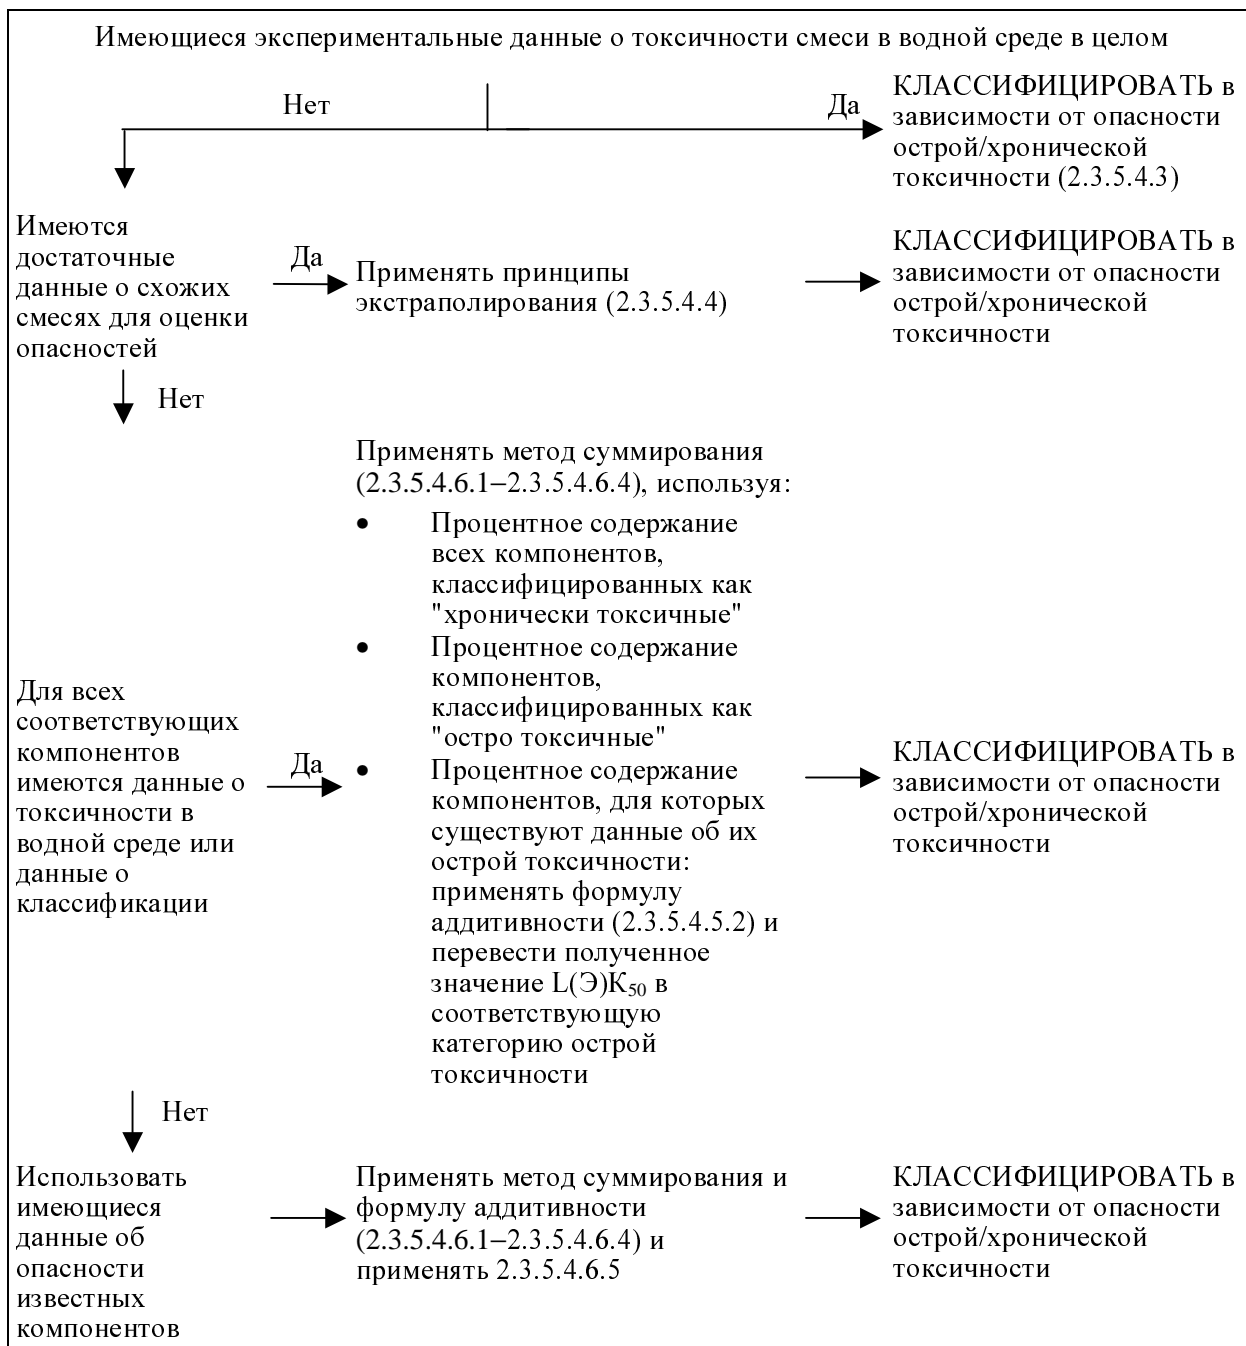 Имеющиеся экспериментальные данные о токсичности смеси в водной среде в целом
Нет
Да
КЛАССИФИЦИРОВАТЬ в
зависимости от опасности
острой/хронической
токсичности (2.3.5.4.3)
Имеются
достаточные
данные о схожих
смесях для оценки
опасностей
Да
Применять принципы
экстраполирования (2.3.5.4.4)
КЛАССИФИЦИРОВАТЬ в
зависимости от опасности
острой/хронической
токсичности
Нет
Применять метод суммирования
(2.3.5.4.6.1–2.3.5.4.6.4), используя:
• Процентное содержание
всех компонентов,
классифицированных как
"хронически токсичные"
• Процентное содержание
компонентов,
классифицированных как
"остро токсичные"
• Процентное содержание
компонентов, для которых
существуют данные об их
острой токсичности:
применять формулу
аддитивности (2.3.5.4.5.2) и
перевести полученное
значение L(Э)K₅₀ в
соответствующую
категорию острой
токсичности
Для всех
соответствующих
компонентов
имеются данные о
токсичности в
водной среде или
данные о
классификации
Да
КЛАССИФИЦИРОВАТЬ в
зависимости от опасности
острой/хронической
токсичности
Нет
Использовать
имеющиеся
данные об
опасности
известных
компонентов
Применять метод суммирования и
формулу аддитивности
(2.3.5.4.6.1–2.3.5.4.6.4) и
применять 2.3.5.4.6.5
КЛАССИФИЦИРОВАТЬ в
зависимости от опасности
острой/хронической
токсичности